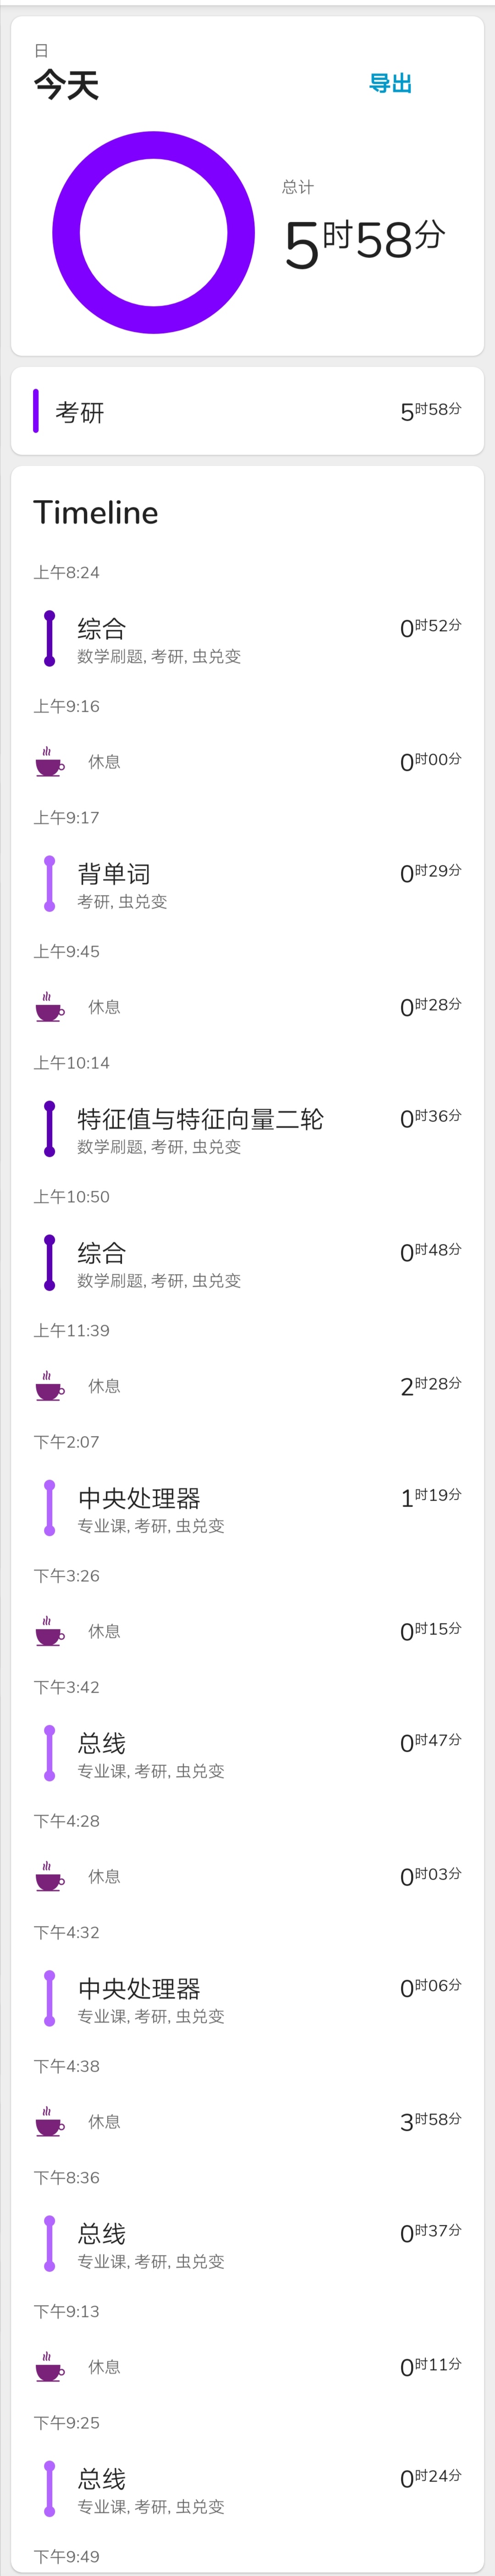 日
今天
导出
总计
5时58分
考研 5时58分
Timeline
上午8:24
综合 0时52分
数学刷题, 考研, 虫兑变
上午9:16
休息 0时00分
上午9:17
背单词 0时29分
考研, 虫兑变
上午9:45
休息 0时28分
上午10:14
特征值与特征向量二轮 0时36分
数学刷题, 考研, 虫兑变
上午10:50
综合 0时48分
数学刷题, 考研, 虫兑变
上午11:39
休息 2时28分
下午2:07
中央处理器 1时19分
专业课, 考研, 虫兑变
下午3:26
休息 0时15分
下午3:42
总线 0时47分
专业课, 考研, 虫兑变
下午4:28
休息 0时03分
下午4:32
中央处理器 0时06分
专业课, 考研, 虫兑变
下午4:38
休息 3时58分
下午8:36
总线 0时37分
专业课, 考研, 虫兑变
下午9:13
休息 0时11分
下午9:25
总线 0时24分
专业课, 考研, 虫兑变
下午9:49